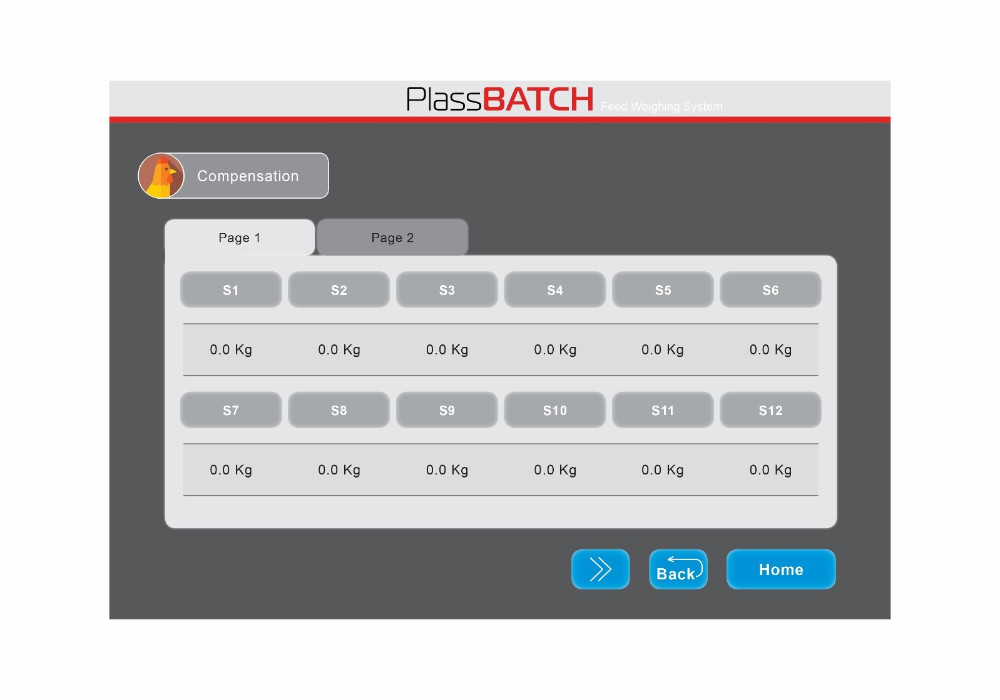 PlassBATCH Feed Weighing System
Compensation
Page 1 Page 2
S1 S2 S3 S4 S5 S6
0.0 Kg 0.0 Kg 0.0 Kg 0.0 Kg 0.0 Kg 0.0 Kg
S7 S8 S9 S10 S11 S12
0.0 Kg 0.0 Kg 0.0 Kg 0.0 Kg 0.0 Kg 0.0 Kg
Back Home